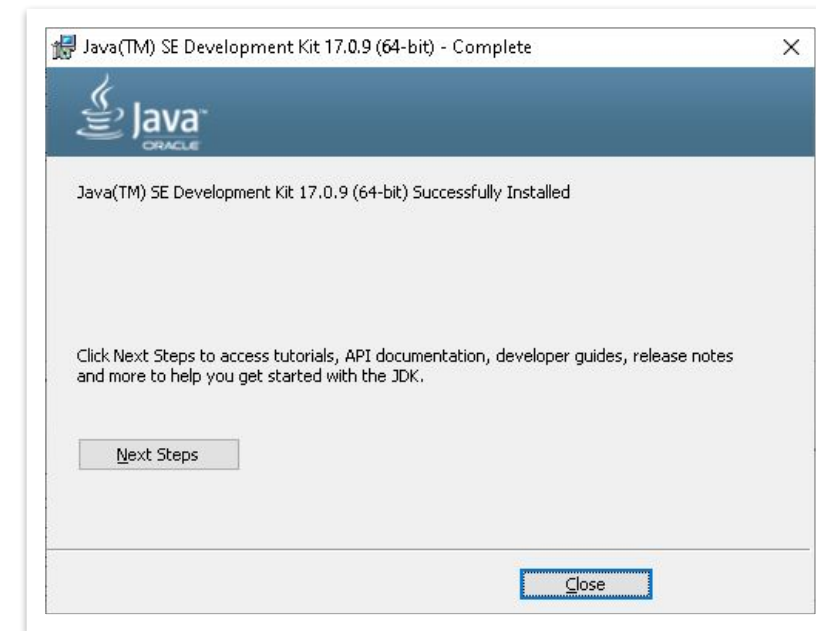 Java(TM) SE Development Kit 17.0.9 (64-bit) - Complete
Java™
ORACLE
Java(TM) SE Development Kit 17.0.9 (64-bit) Successfully Installed
Click Next Steps to access tutorials, API documentation, developer guides, release notes
and more to help you get started with the JDK.
Next Steps
Close